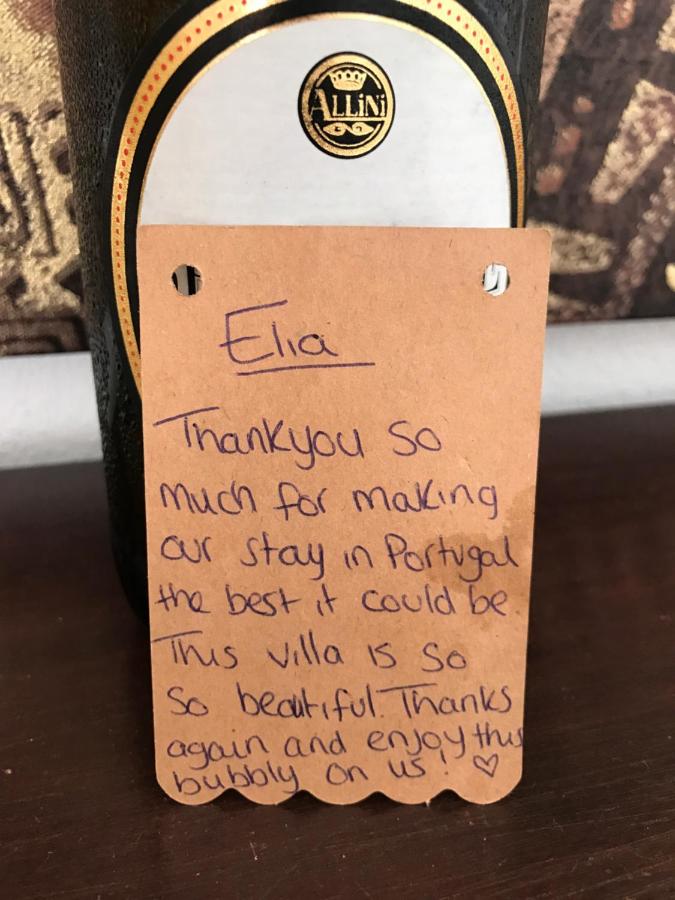 ALLiNi
Elia
Thankyou so
much for making
our stay in Portugal
the best it could be.
This villa is so
so beautiful. Thanks
again and enjoy this
bubbly on us! ♡